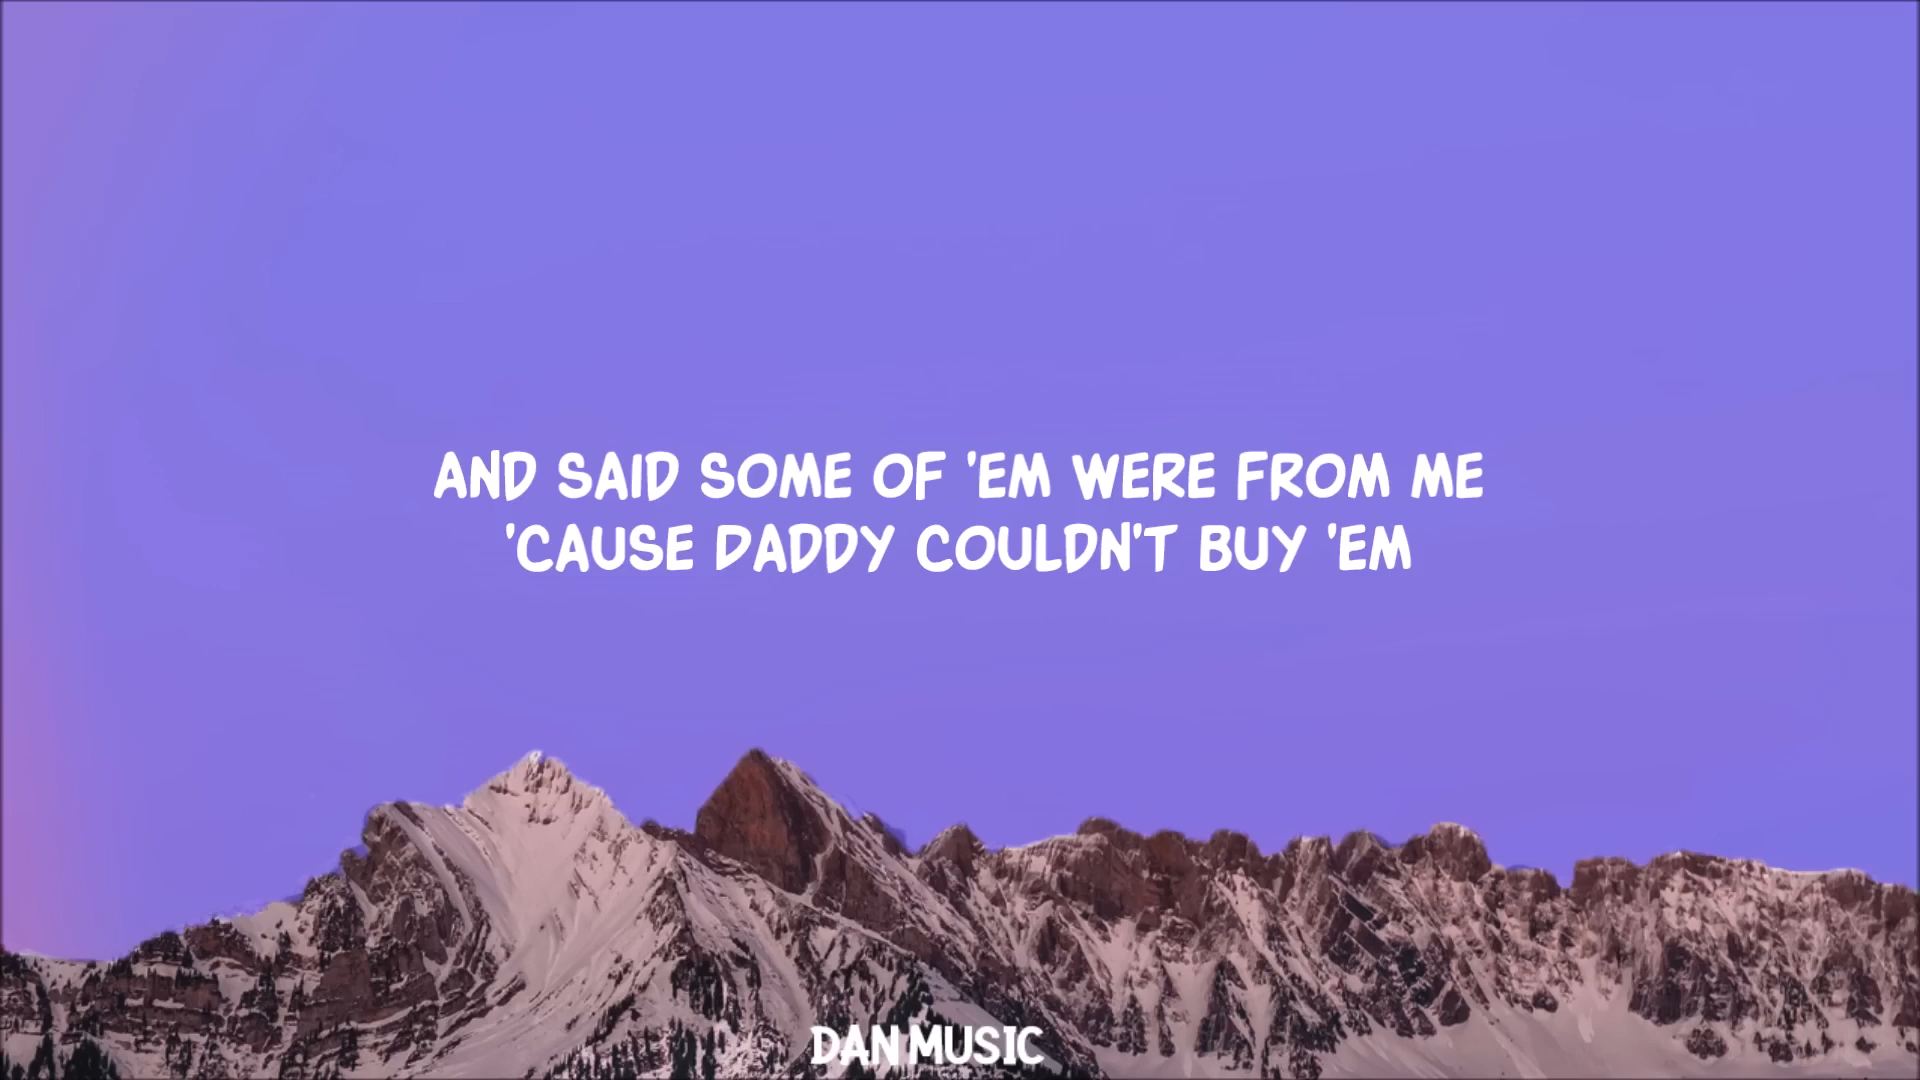 AND SAID SOME OF 'EM WERE FROM ME
'CAUSE DADDY COULDN'T BUY 'EM
DAN MUSIC